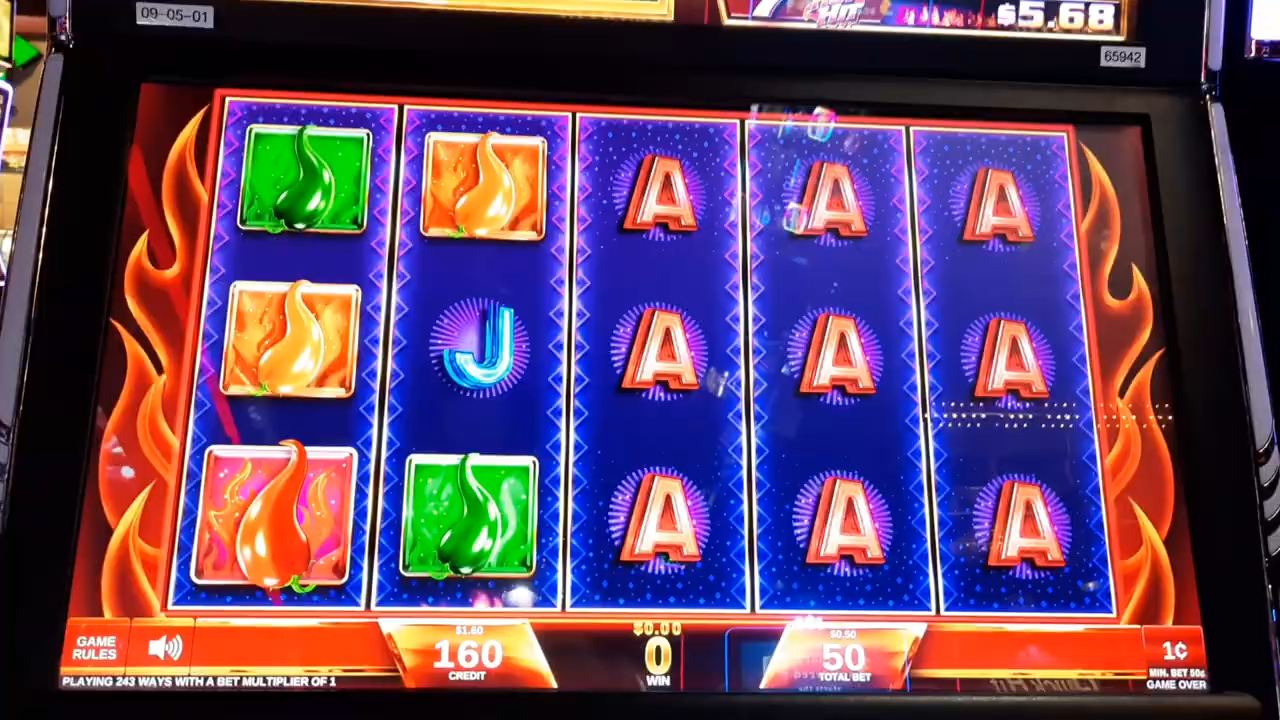 09-05-01
$5.68
65942
A A A
J A A A
A A A
GAME RULES
$1.60
160
CREDIT
$0.00
0
WIN
$0.50
50
TOTAL BET
1¢
MIN. BET 50¢
GAME OVER
PLAYING 243 WAYS WITH A BET MULTIPLIER OF 1